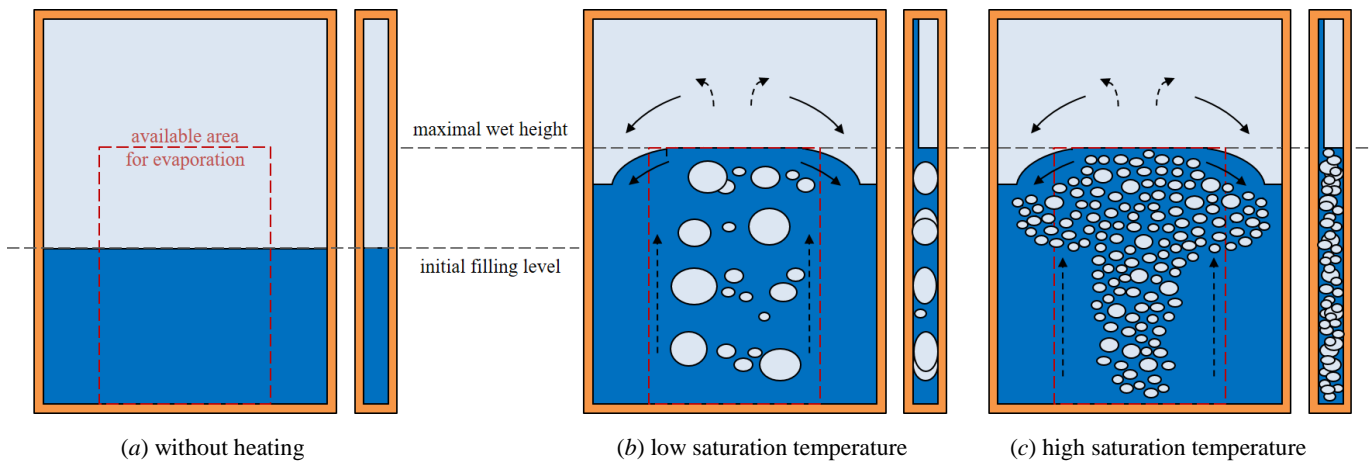 available area
for evaporation
maximal wet height
initial filling level
(a) without heating
(b) low saturation temperature
(c) high saturation temperature